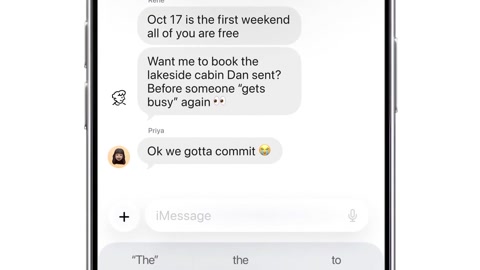 Oct 17 is the first weekend
all of you are free
Want me to book the
lakeside cabin Dan sent?
Before someone “gets
busy” again 👀
Priya
Ok we gotta commit 😂
iMessage
“The”
the
to